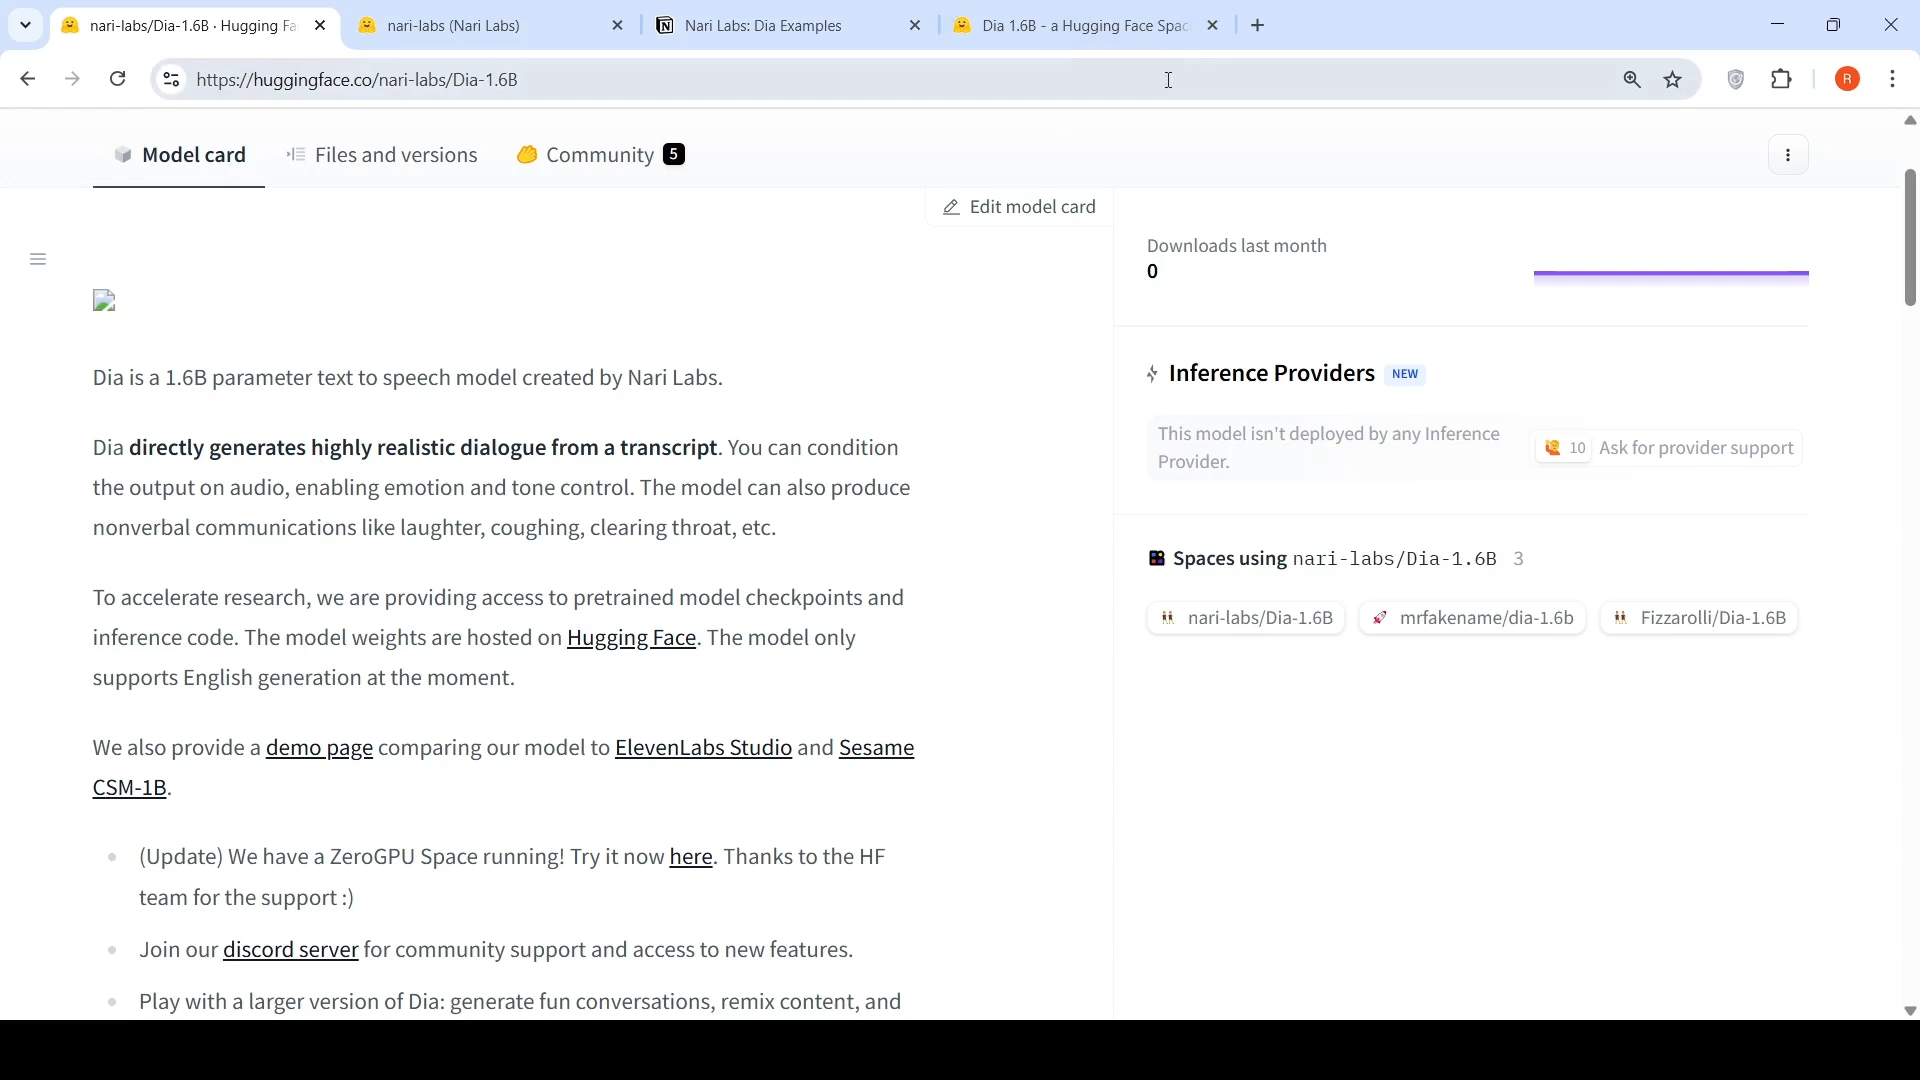 nari-labs/Dia-1.6B · Hugging Fa
nari-labs (Nari Labs)
Nari Labs: Dia Examples
Dia 1.6B - a Hugging Face Spac
https://huggingface.co/nari-labs/Dia-1.6B
R
Model card
Files and versions
Community 5
Edit model card
Dia is a 1.6B parameter text to speech model created by Nari Labs.
Dia directly generates highly realistic dialogue from a transcript. You can condition
the output on audio, enabling emotion and tone control. The model can also produce
nonverbal communications like laughter, coughing, clearing throat, etc.
To accelerate research, we are providing access to pretrained model checkpoints and
inference code. The model weights are hosted on Hugging Face. The model only
supports English generation at the moment.
We also provide a demo page comparing our model to ElevenLabs Studio and Sesame
CSM-1B.
(Update) We have a ZeroGPU Space running! Try it now here. Thanks to the HF
team for the support :)
Join our discord server for community support and access to new features.
Play with a larger version of Dia: generate fun conversations, remix content, and
Downloads last month
0
Inference Providers NEW
This model isn't deployed by any Inference
Provider.
10 Ask for provider support
Spaces using nari-labs/Dia-1.6B 3
nari-labs/Dia-1.6B
mrfakename/dia-1.6b
Fizzarolli/Dia-1.6B